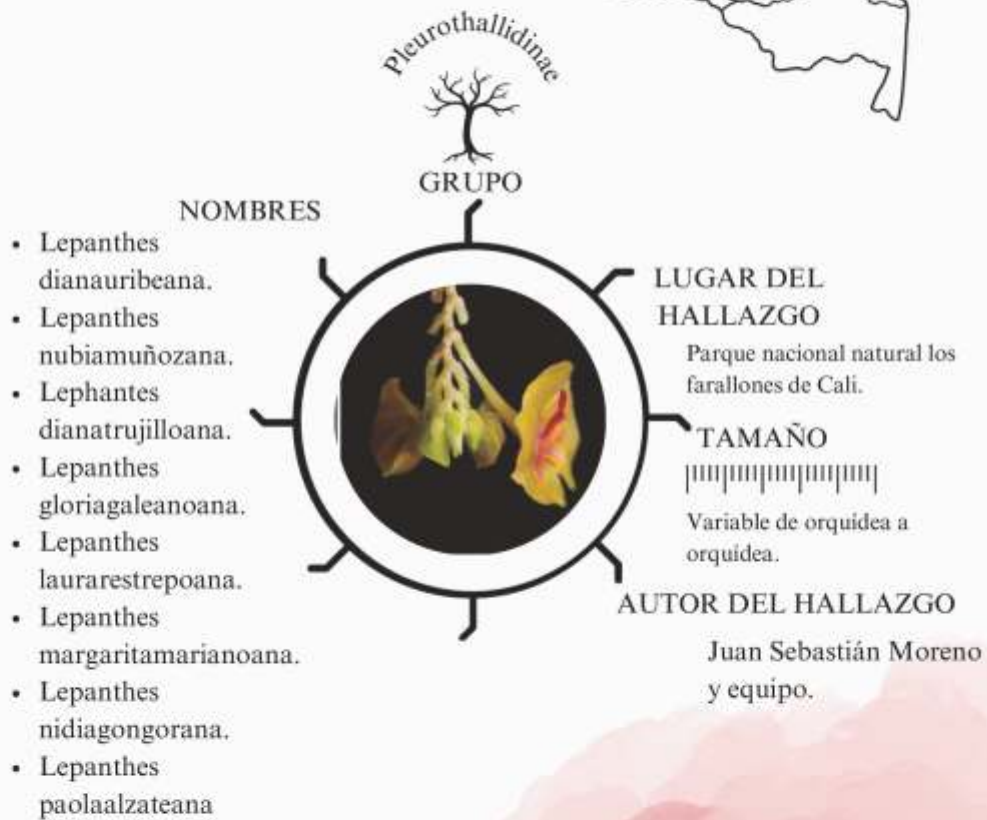 Pleurothallidinae
GRUPO
NOMBRES
• Lepanthes
dianauribeana.
• Lepanthes
nubiamuñozana.
• Lephantes
dianatrujilloana.
• Lepanthes
gloriagaleanoana.
• Lepanthes
laurarestrepoana.
• Lepanthes
margaritamarianoana.
• Lepanthes
nidiagongorana.
• Lepanthes
paolaalzateana
LUGAR DEL
HALLAZGO
Parque nacional natural los
farallones de Cali.
TAMAÑO
Variable de orquídea a
orquídea.
AUTOR DEL HALLAZGO
Juan Sebastián Moreno
y equipo.